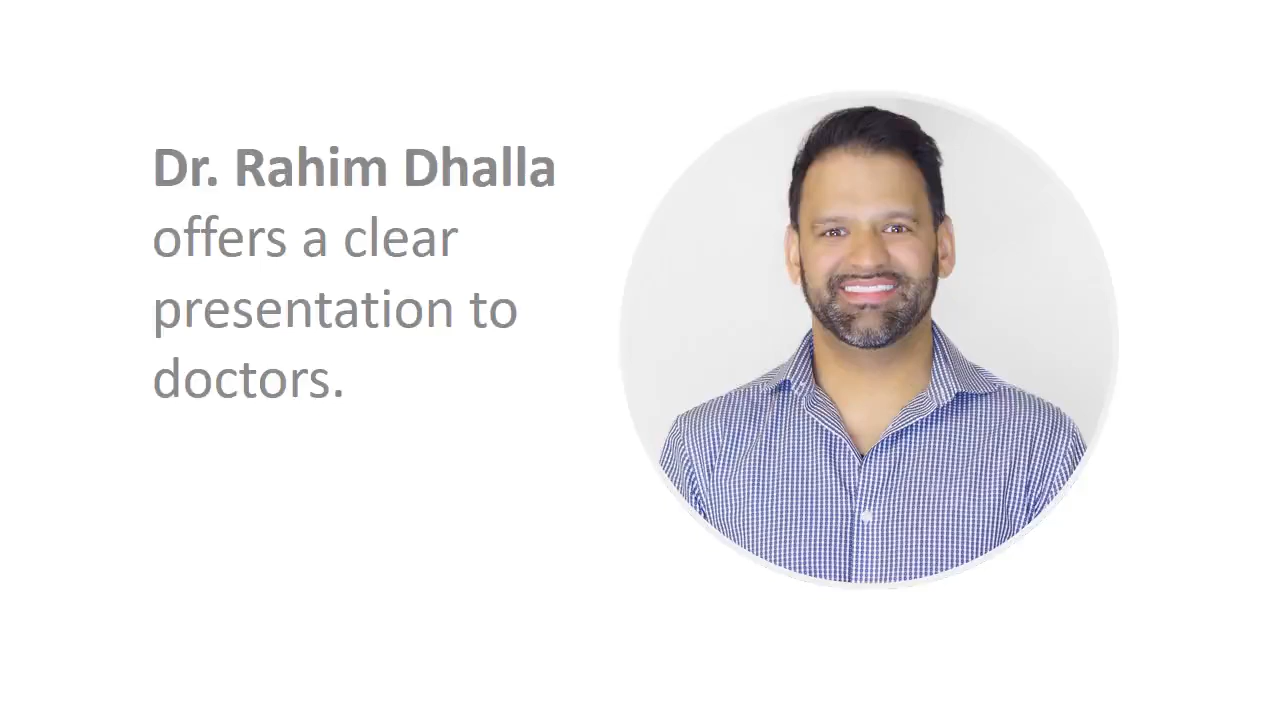 Dr. Rahim Dhalla
offers a clear
presentation to
doctors.